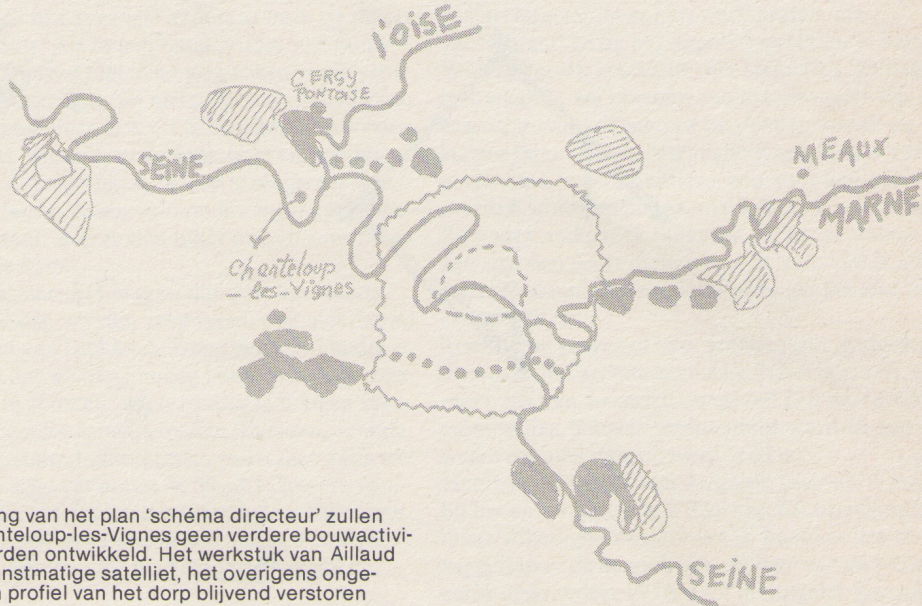 l'OiSE
CERGY
PONTOISE
SEiNE
MEAUX
MARNE
Chanteloup
-les-Vignes
ng van het plan 'schéma directeur' zullen
nteloup-les-Vignes geen verdere bouwactivi-
rden ontwikkeld. Het werkstuk van Aillaud
nstmatige satelliet, het overigens onge-
n profiel van het dorp blijvend verstoren
SEiNE